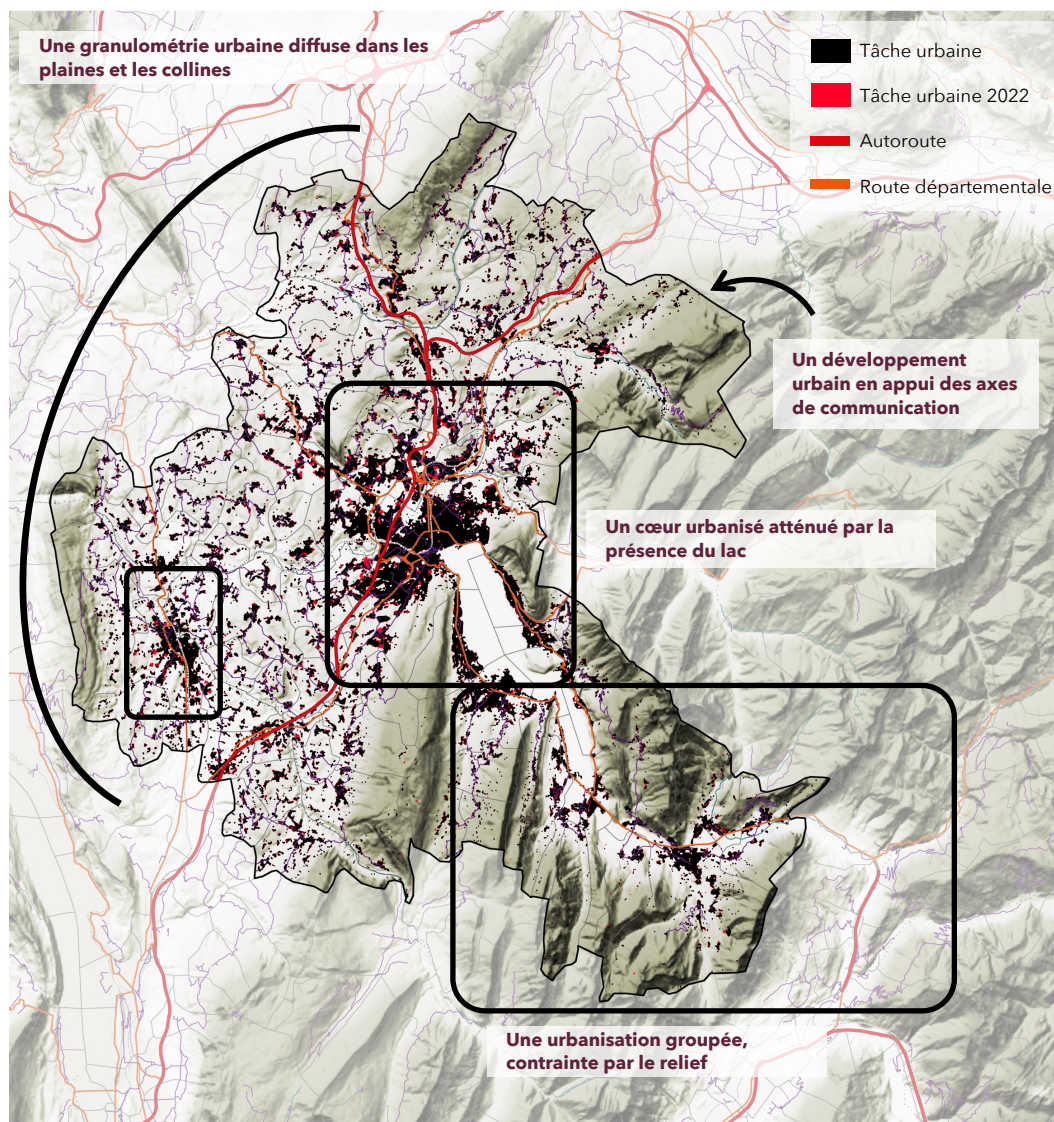 Une granulométrie urbaine diffuse dans les
plaines et les collines
Tâche urbaine
Tâche urbaine 2022
Autoroute
Route départementale
Un développement
urbain en appui des axes
de communication
Un cœur urbanisé atténué par la
présence du lac
Une urbanisation groupée,
contrainte par le relief